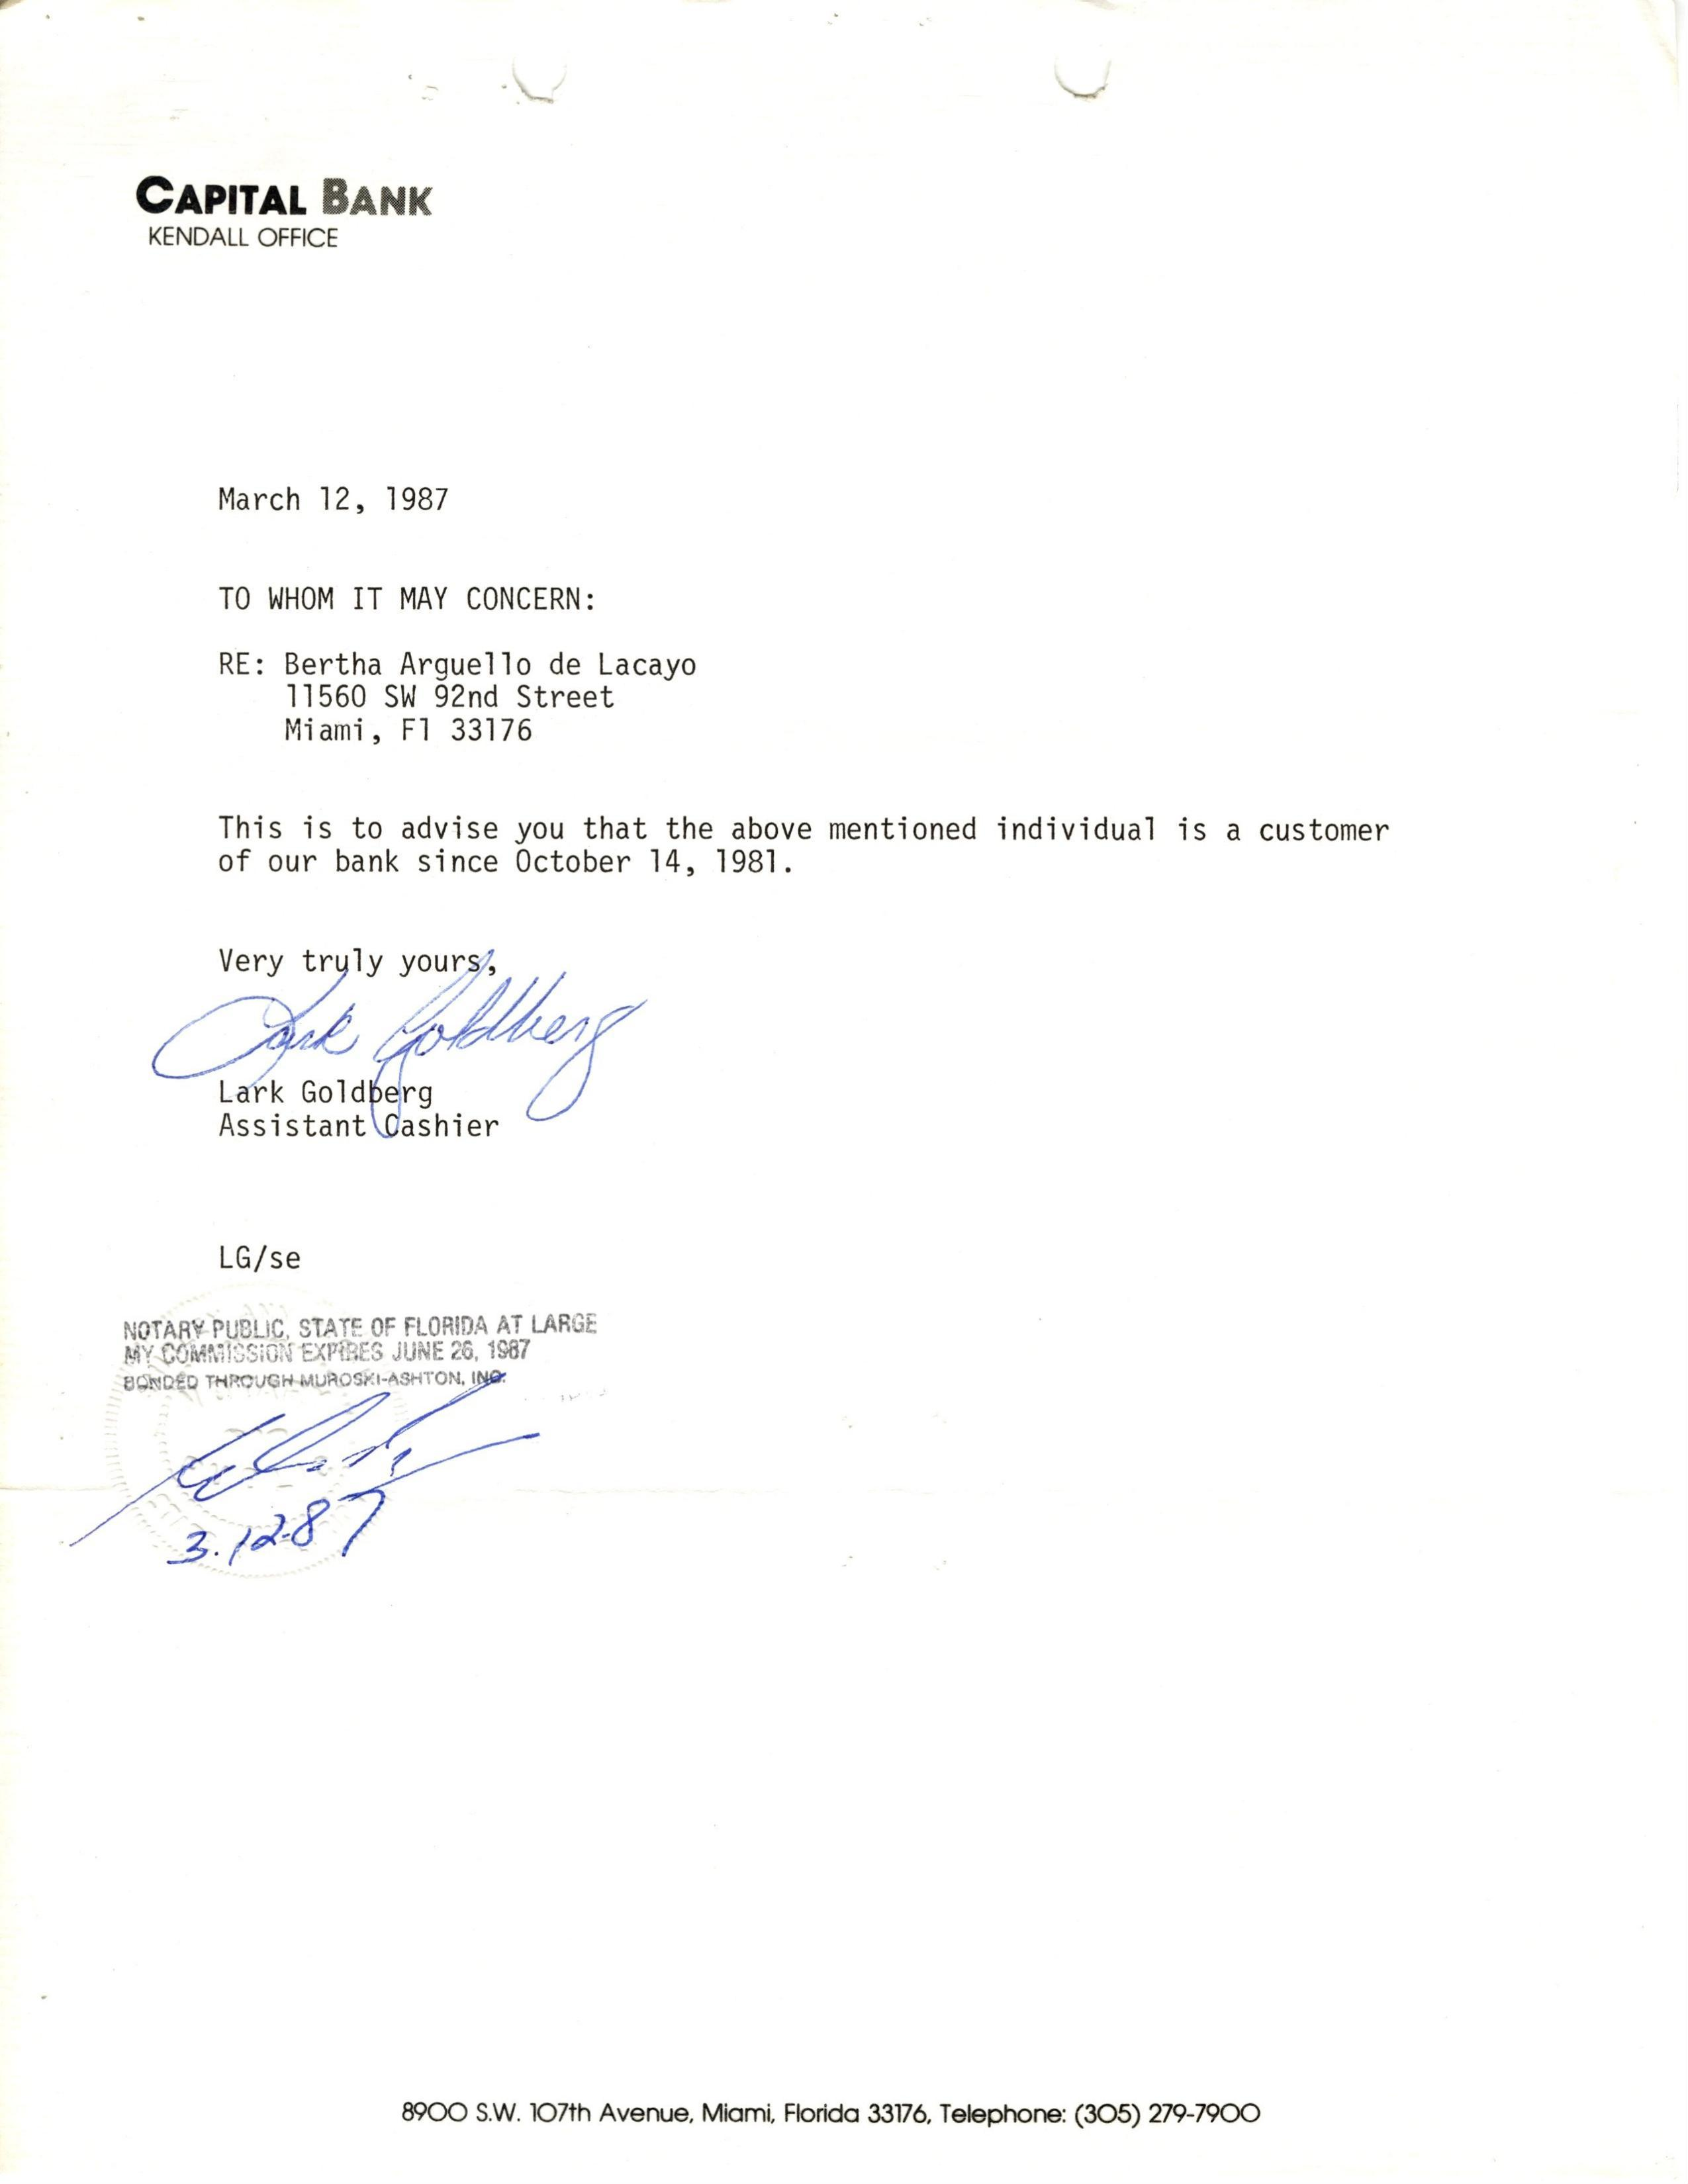 CAPITAL BANK
KENDALL OFFICE
March 12, 1987
TO WHOM IT MAY CONCERN:
RE: Bertha Arguello de Lacayo
11560 SW 92nd Street
Miami, Fl 33176
This is to advise you that the above mentioned individual is a customer
of our bank since October 14, 1981.
Very truly yours,
Lark Goldberg
Lark Goldberg
Assistant Cashier
LG/se
NOTARY PUBLIC, STATE OF FLORIDA AT LARGE
MY COMMISSION EXPIRES JUNE 26, 1987
BONDED THROUGH MUROSKI-ASHTON, INC.
3.12-87
8900 S.W. 107th Avenue, Miami, Florida 33176, Telephone: (305) 279-7900